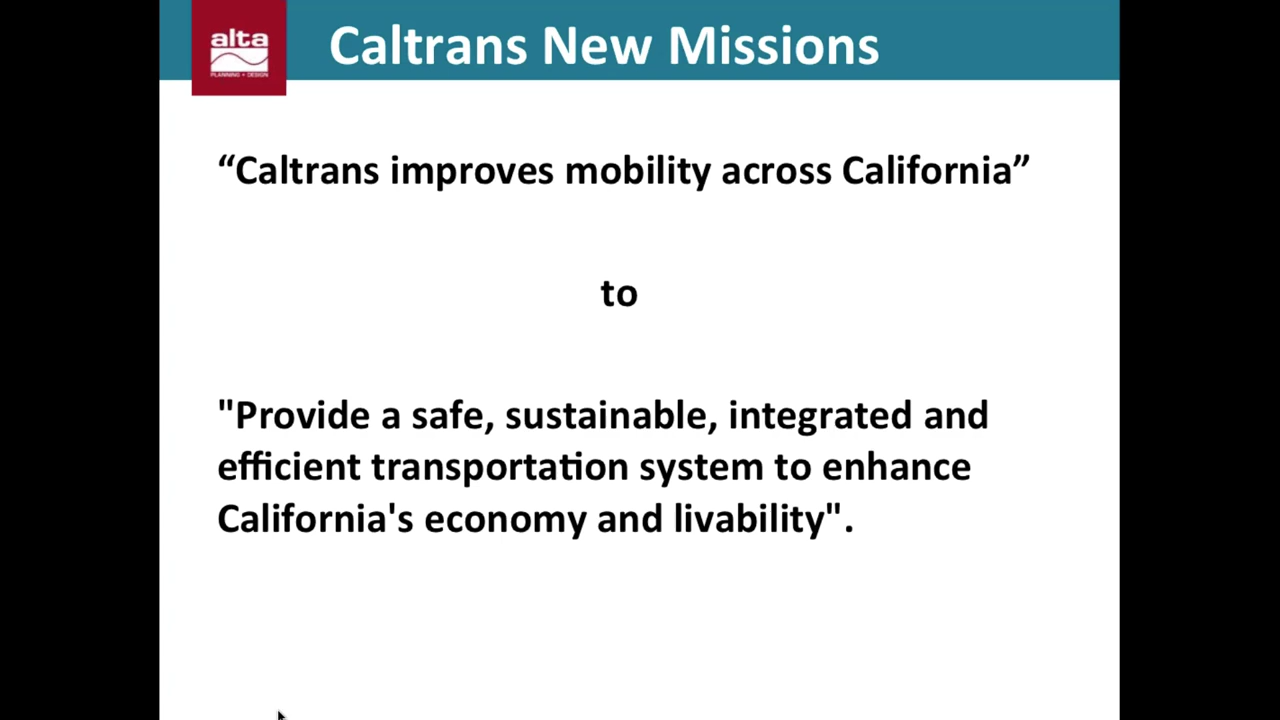 alta
PLANNING + DESIGN
Caltrans New Missions
“Caltrans improves mobility across California”
to
"Provide a safe, sustainable, integrated and
efficient transportation system to enhance
California's economy and livability".